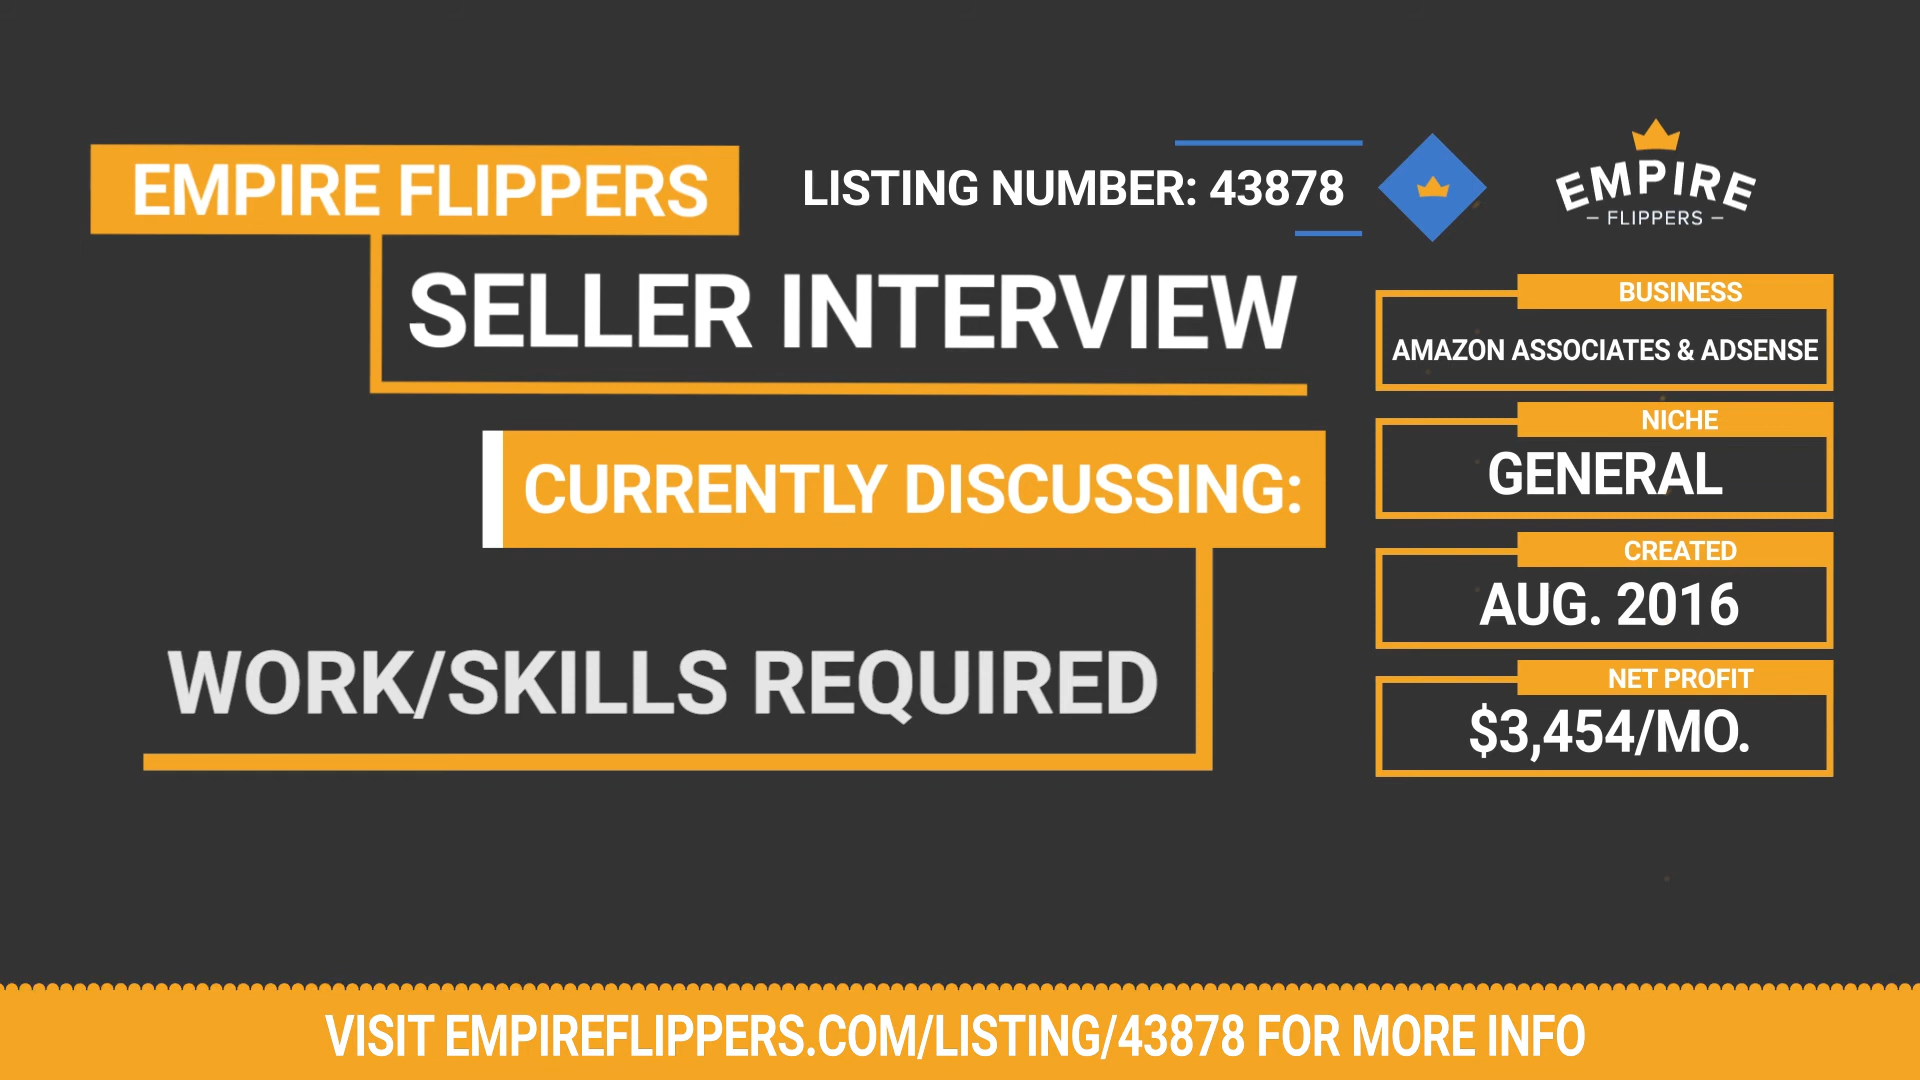 EMPIRE FLIPPERS
SELLER INTERVIEW
LISTING NUMBER: 43878
EMPIRE
FLIPPERS
CURRENTLY DISCUSSING:
WORK/SKILLS REQUIRED
BUSINESS
AMAZON ASSOCIATES & ADSENSE
NICHE
GENERAL
CREATED
AUG. 2016
NET PROFIT
$3,454/MO.
VISIT EMPIREFLIPPERS.COM/LISTING/43878 FOR MORE INFO